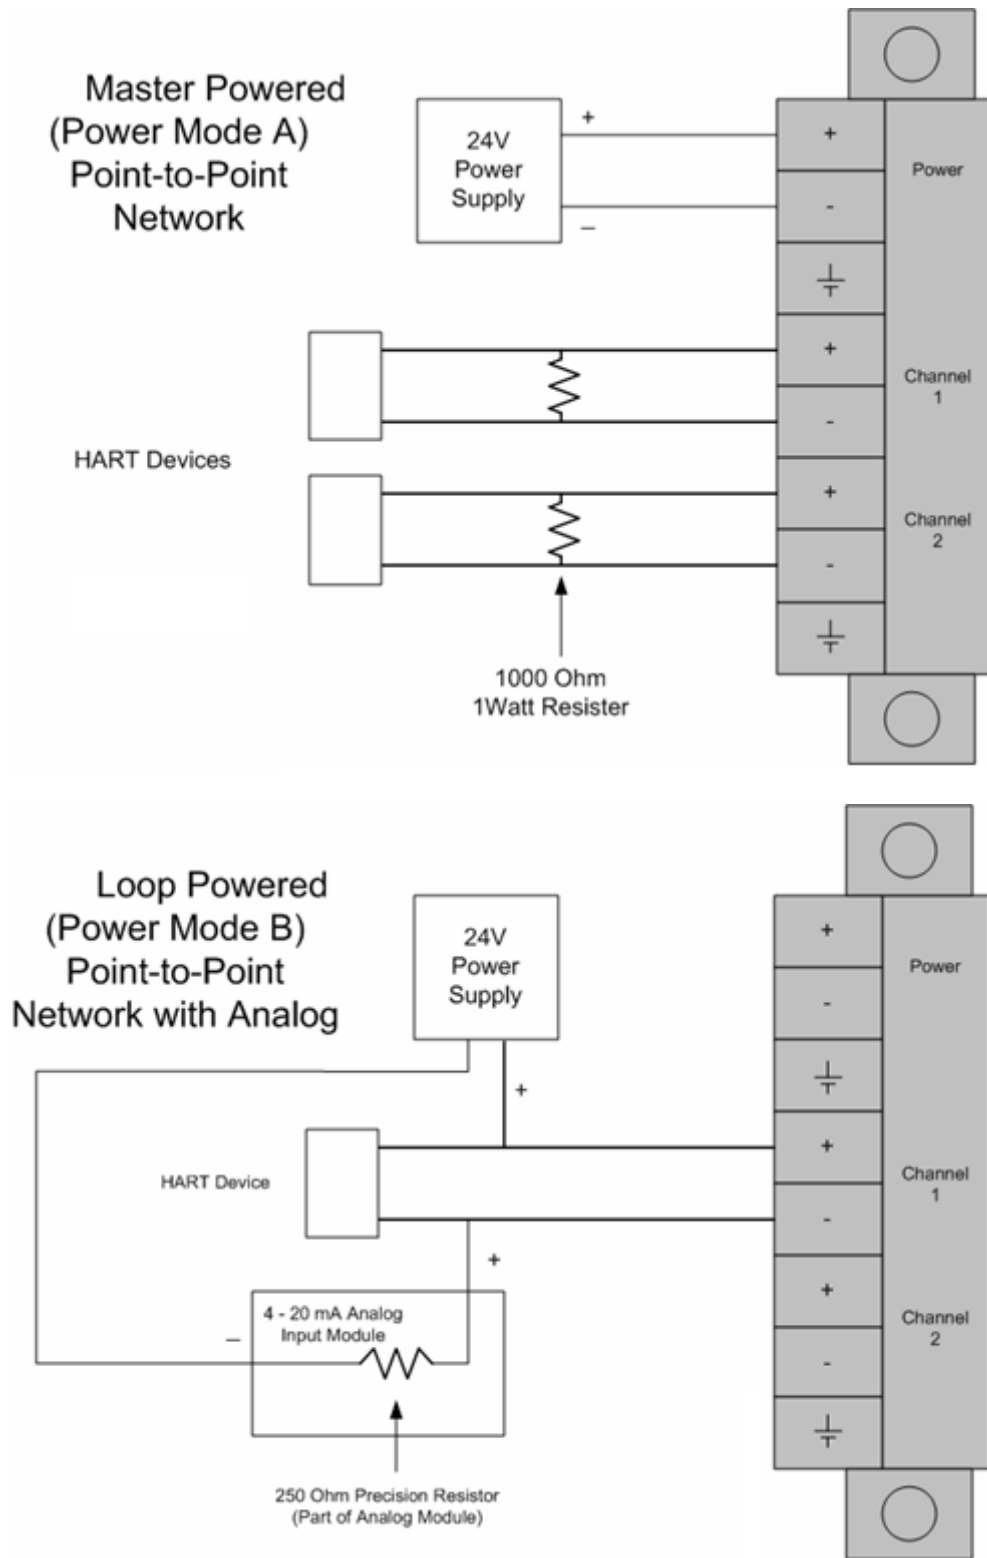 Master Powered
(Power Mode A)
Point-to-Point
Network
24V
Power
Supply
+
–
+
-
Power
+
-
Channel
1
+
-
Channel
2
HART Devices
1000 Ohm
1Watt Resister
Loop Powered
(Power Mode B)
Point-to-Point
Network with Analog
24V
Power
Supply
+
+
-
Power
+
-
Channel
1
+
-
Channel
2
HART Device
+
4 - 20 mA Analog
Input Module
–
250 Ohm Precision Resistor
(Part of Analog Module)